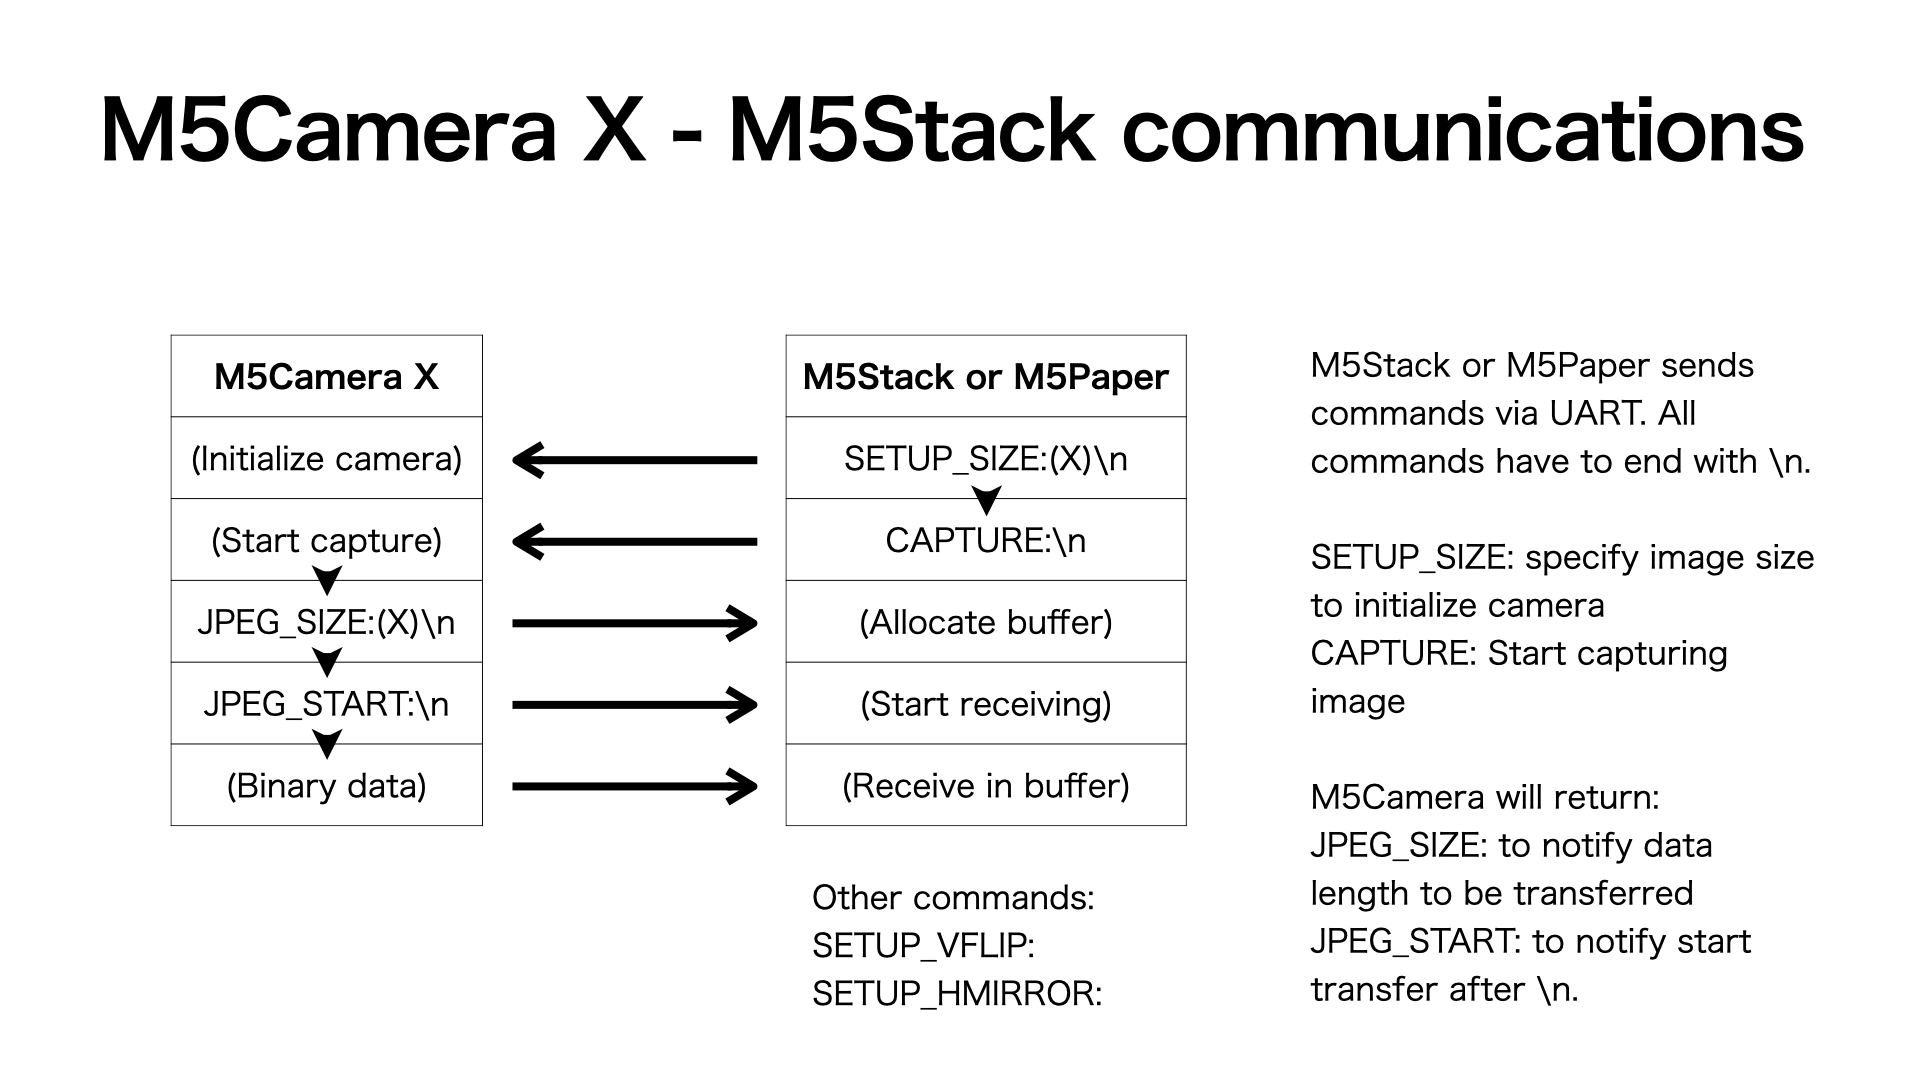 M5Camera X - M5Stack communications
M5Camera X
(Initialize camera)
(Start capture)
JPEG_SIZE:(X)\n
JPEG_START:\n
(Binary data)
M5Stack or M5Paper
SETUP_SIZE:(X)\n
CAPTURE:\n
(Allocate buffer)
(Start receiving)
(Receive in buffer)
Other commands:
SETUP_VFLIP:
SETUP_HMIRROR:
M5Stack or M5Paper sends
commands via UART. All
commands have to end with \n.
SETUP_SIZE: specify image size
to initialize camera
CAPTURE: Start capturing
image
M5Camera will return:
JPEG_SIZE: to notify data
length to be transferred
JPEG_START: to notify start
transfer after \n.